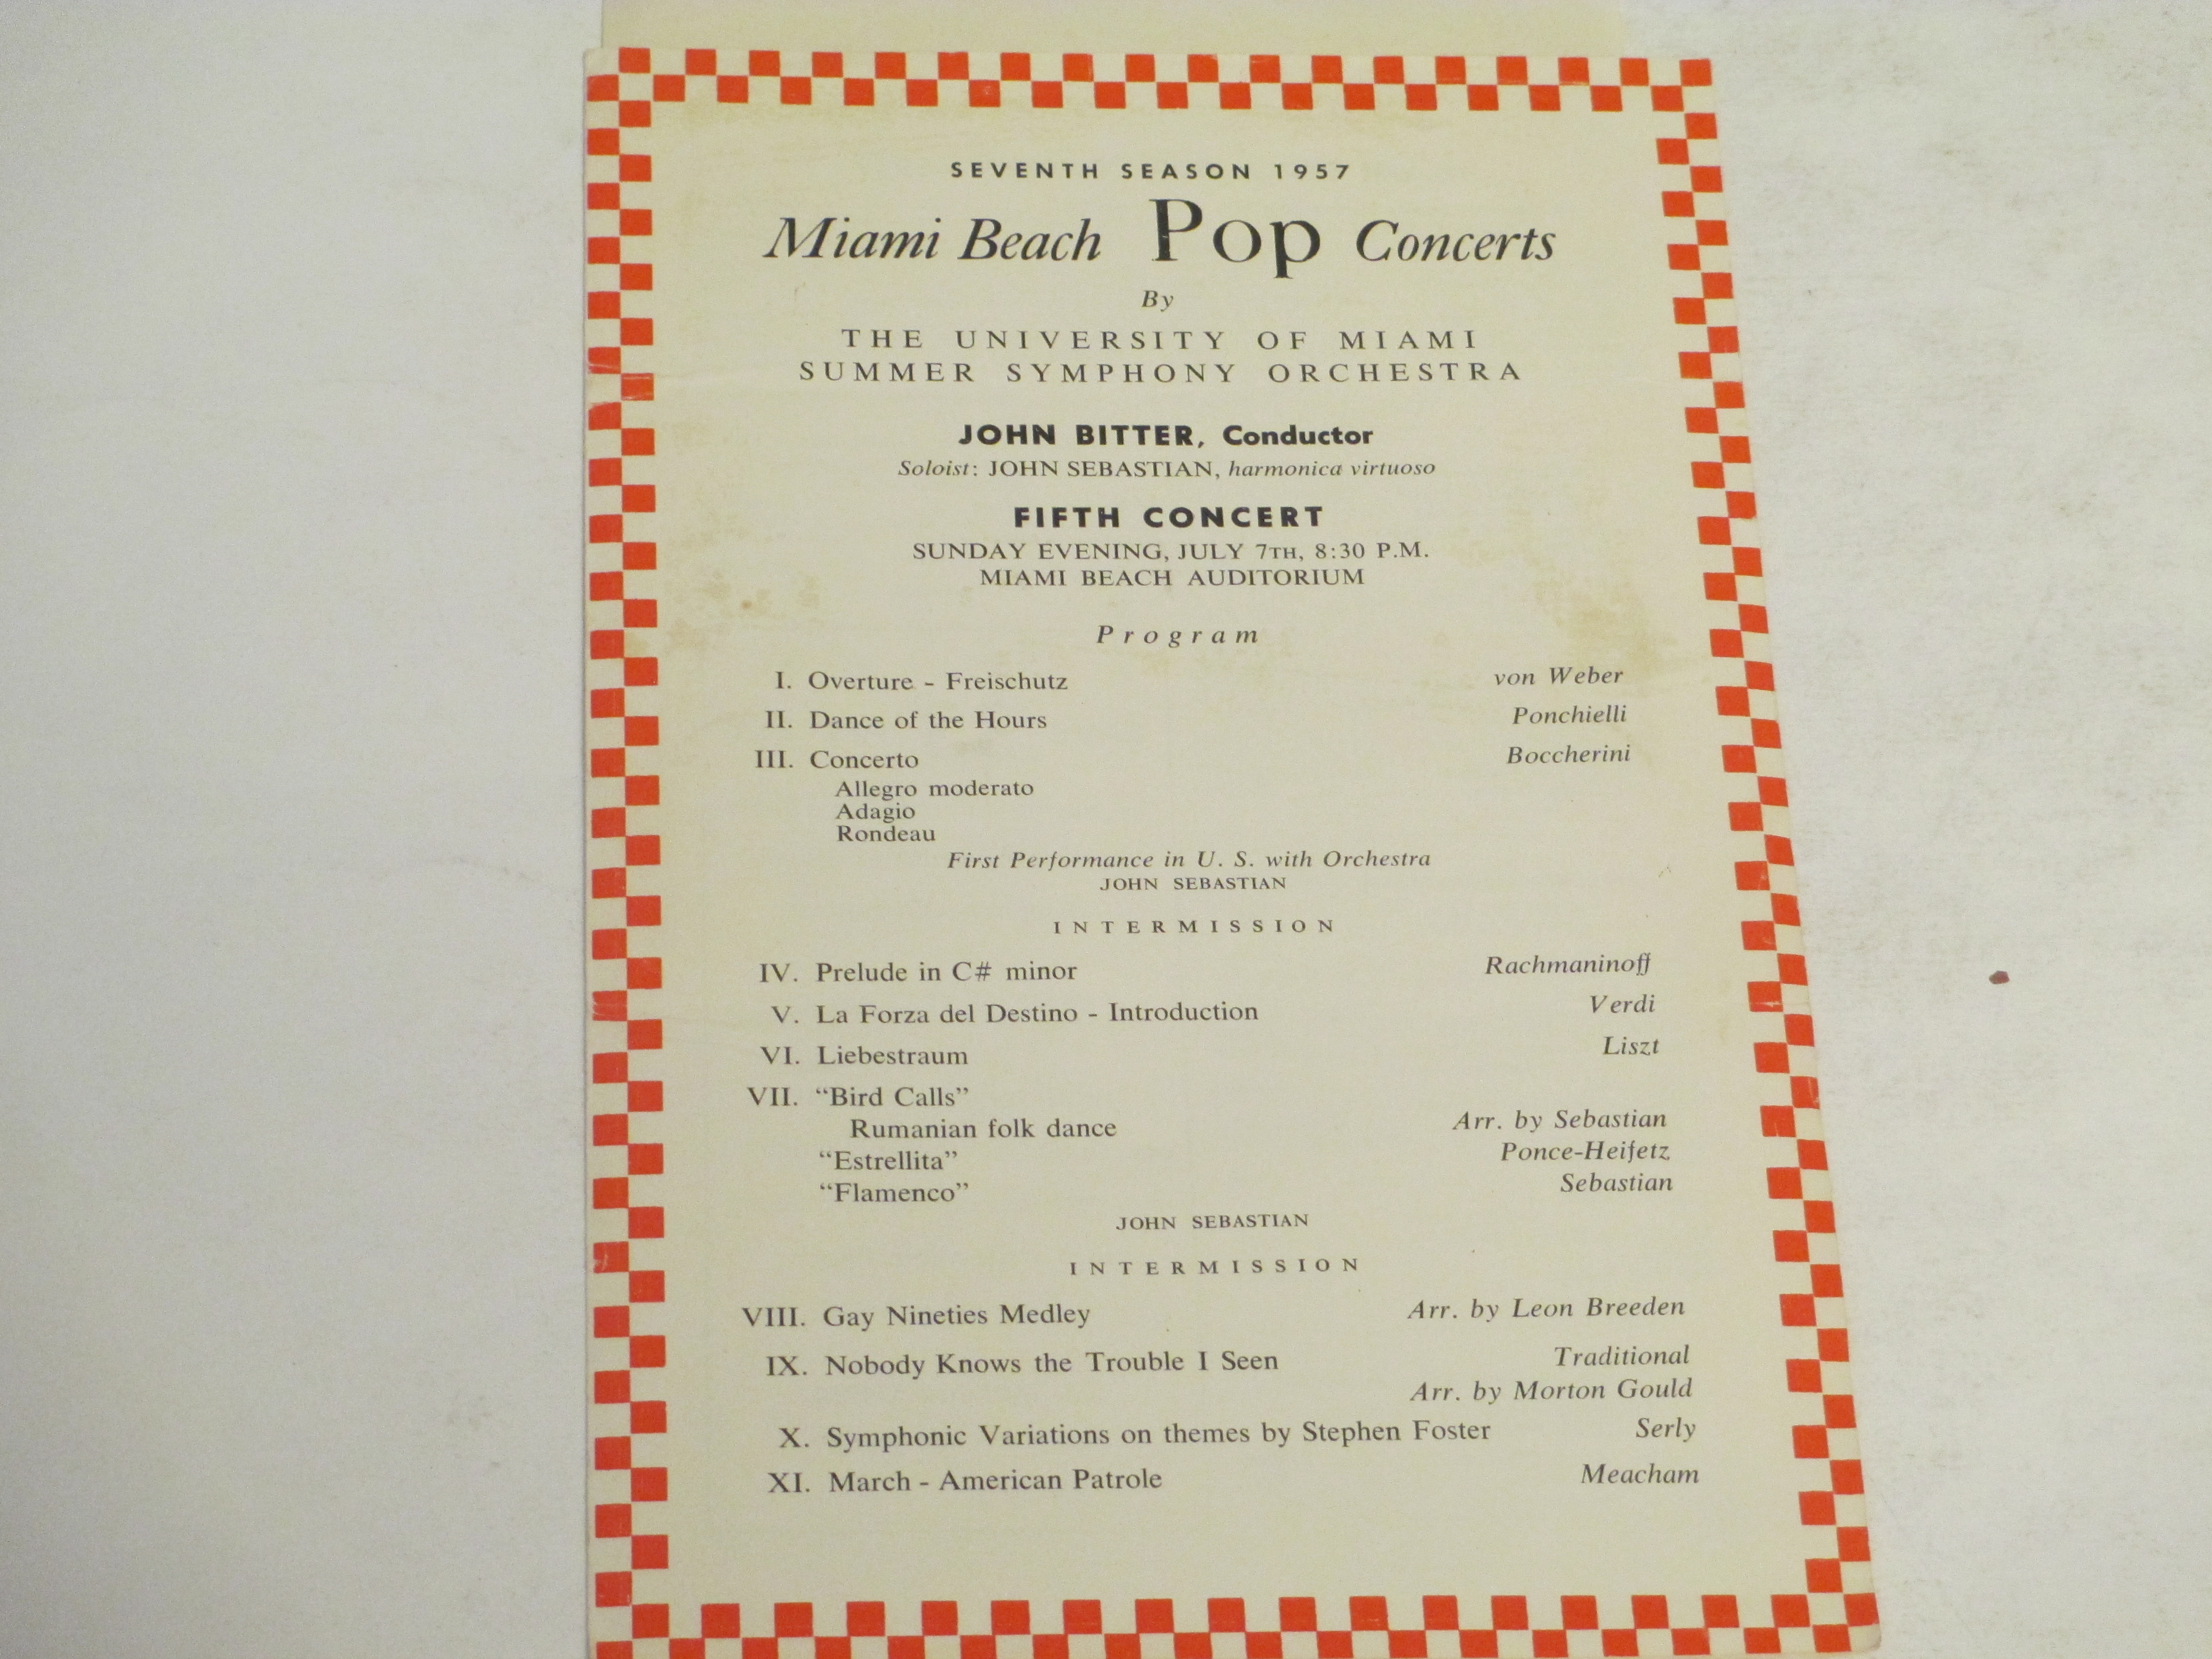 SEVENTH SEASON 1957
Miami Beach Pop Concerts
By
THE UNIVERSITY OF MIAMI
SUMMER SYMPHONY ORCHESTRA
JOHN BITTER, Conductor
Soloist: JOHN SEBASTIAN, harmonica virtuoso
FIFTH CONCERT
SUNDAY EVENING, JULY 7TH, 8:30 P.M.
MIAMI BEACH AUDITORIUM
Program
I. Overture - Freischutz von Weber
II. Dance of the Hours Ponchielli
III. Concerto Boccherini
Allegro moderato
Adagio
Rondeau
First Performance in U. S. with Orchestra
JOHN SEBASTIAN
INTERMISSION
IV. Prelude in C# minor Rachmaninoff
V. La Forza del Destino - Introduction Verdi
VI. Liebestraum Liszt
VII. “Bird Calls”
Rumanian folk dance Arr. by Sebastian
“Estrellita” Ponce-Heifetz
“Flamenco” Sebastian
JOHN SEBASTIAN
INTERMISSION
VIII. Gay Nineties Medley Arr. by Leon Breeden
IX. Nobody Knows the Trouble I Seen Traditional
Arr. by Morton Gould
X. Symphonic Variations on themes by Stephen Foster Serly
XI. March - American Patrole Meacham